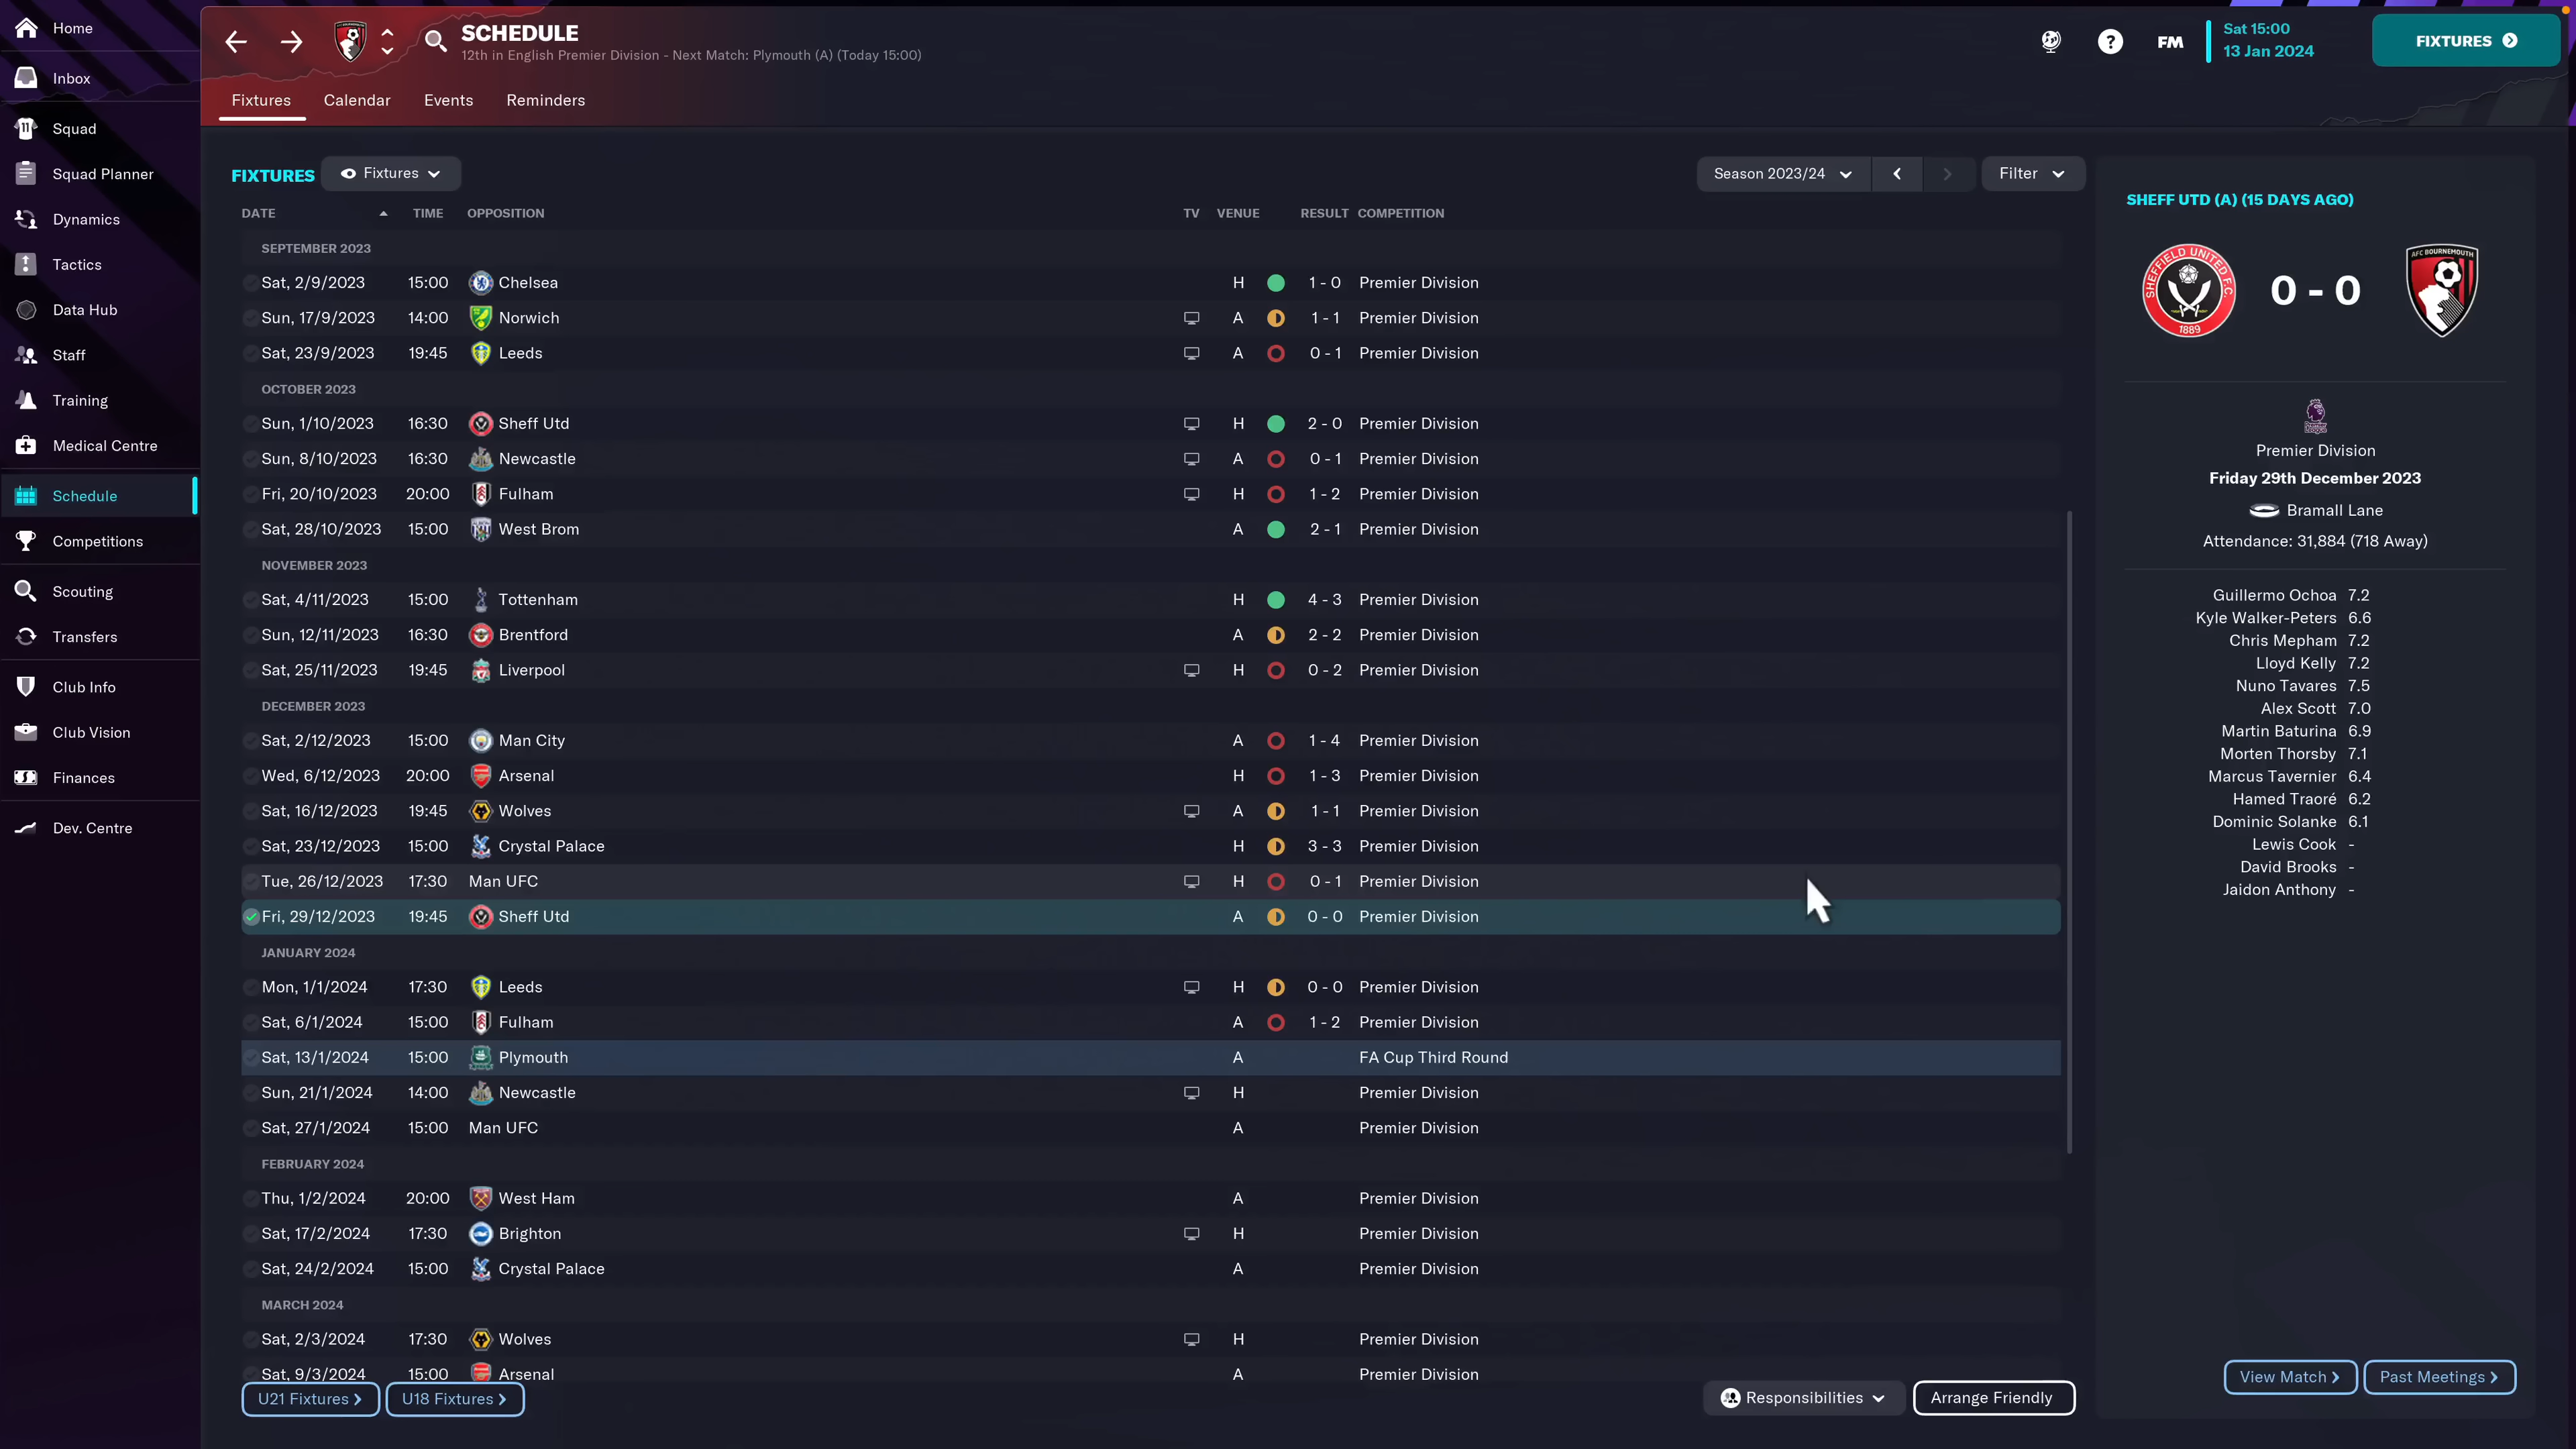 Home
Inbox
Squad
Squad Planner
Dynamics
Tactics
Data Hub
Staff
Training
Medical Centre
Schedule
Competitions
Scouting
Transfers
Club Info
Club Vision
Finances
Dev. Centre
SCHEDULE
12th in English Premier Division - Next Match: Plymouth (A) (Today 15:00)
FM
Sat 15:00
13 Jan 2024
FIXTURES
Fixtures Calendar Events Reminders
FIXTURES Fixtures Season 2023/24 Filter
DATE TIME OPPOSITION TV VENUE RESULT COMPETITION
SEPTEMBER 2023
Sat, 2/9/2023 15:00 Chelsea H 1 - 0 Premier Division
Sun, 17/9/2023 14:00 Norwich A 1 - 1 Premier Division
Sat, 23/9/2023 19:45 Leeds A 0 - 1 Premier Division
OCTOBER 2023
Sun, 1/10/2023 16:30 Sheff Utd H 2 - 0 Premier Division
Sun, 8/10/2023 16:30 Newcastle A 0 - 1 Premier Division
Fri, 20/10/2023 20:00 Fulham H 1 - 2 Premier Division
Sat, 28/10/2023 15:00 West Brom A 2 - 1 Premier Division
NOVEMBER 2023
Sat, 4/11/2023 15:00 Tottenham H 4 - 3 Premier Division
Sun, 12/11/2023 16:30 Brentford A 2 - 2 Premier Division
Sat, 25/11/2023 19:45 Liverpool H 0 - 2 Premier Division
DECEMBER 2023
Sat, 2/12/2023 15:00 Man City A 1 - 4 Premier Division
Wed, 6/12/2023 20:00 Arsenal H 1 - 3 Premier Division
Sat, 16/12/2023 19:45 Wolves A 1 - 1 Premier Division
Sat, 23/12/2023 15:00 Crystal Palace H 3 - 3 Premier Division
Tue, 26/12/2023 17:30 Man UFC H 0 - 1 Premier Division
Fri, 29/12/2023 19:45 Sheff Utd A 0 - 0 Premier Division
JANUARY 2024
Mon, 1/1/2024 17:30 Leeds H 0 - 0 Premier Division
Sat, 6/1/2024 15:00 Fulham A 1 - 2 Premier Division
Sat, 13/1/2024 15:00 Plymouth A FA Cup Third Round
Sun, 21/1/2024 14:00 Newcastle H Premier Division
Sat, 27/1/2024 15:00 Man UFC A Premier Division
FEBRUARY 2024
Thu, 1/2/2024 20:00 West Ham A Premier Division
Sat, 17/2/2024 17:30 Brighton H Premier Division
Sat, 24/2/2024 15:00 Crystal Palace A Premier Division
MARCH 2024
Sat, 2/3/2024 17:30 Wolves H Premier Division
Sat, 9/3/2024 15:00 Arsenal A Premier Division
U21 Fixtures U18 Fixtures Responsibilities Arrange Friendly
SHEFF UTD (A) (15 DAYS AGO)
SHEFFIELD UNITED F.C.
1889
0 - 0
AFC BOURNEMOUTH
Premier Division
Friday 29th December 2023
Bramall Lane
Attendance: 31,884 (718 Away)
Guillermo Ochoa 7.2
Kyle Walker-Peters 6.6
Chris Mepham 7.2
Lloyd Kelly 7.2
Nuno Tavares 7.5
Alex Scott 7.0
Martin Baturina 6.9
Morten Thorsby 7.1
Marcus Tavernier 6.4
Hamed Traoré 6.2
Dominic Solanke 6.1
Lewis Cook -
David Brooks -
Jaidon Anthony -
View Match Past Meetings